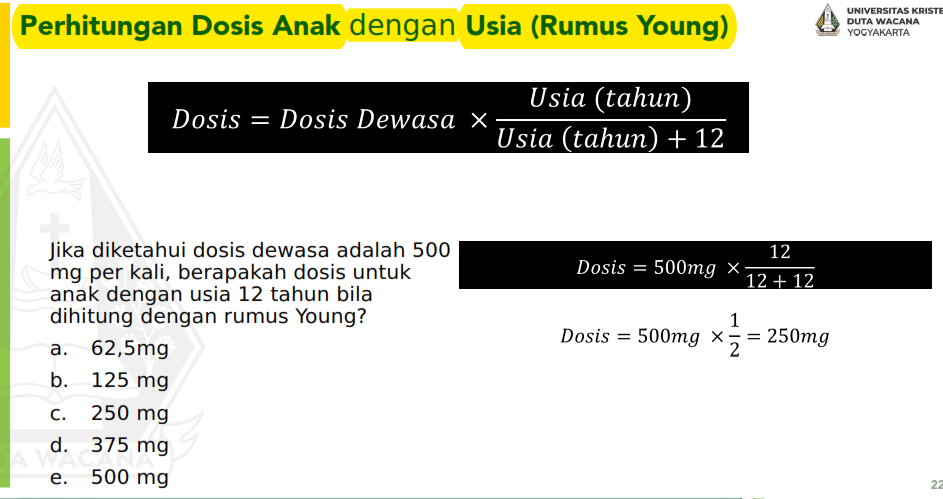 Perhitungan Dosis Anak dengan Usia (Rumus Young)
UNIVERSITAS KRISTE
DUTA WACANA
YOGYAKARTA
Dosis = Dosis Dewasa × Usia (tahun) / Usia (tahun) + 12
Jika diketahui dosis dewasa adalah 500
mg per kali, berapakah dosis untuk
anak dengan usia 12 tahun bila
dihitung dengan rumus Young?
a. 62,5mg
b. 125 mg
c. 250 mg
d. 375 mg
e. 500 mg
Dosis = 500mg × 12 / 12 + 12
Dosis = 500mg × 1 / 2 = 250mg
TA WACANA
22